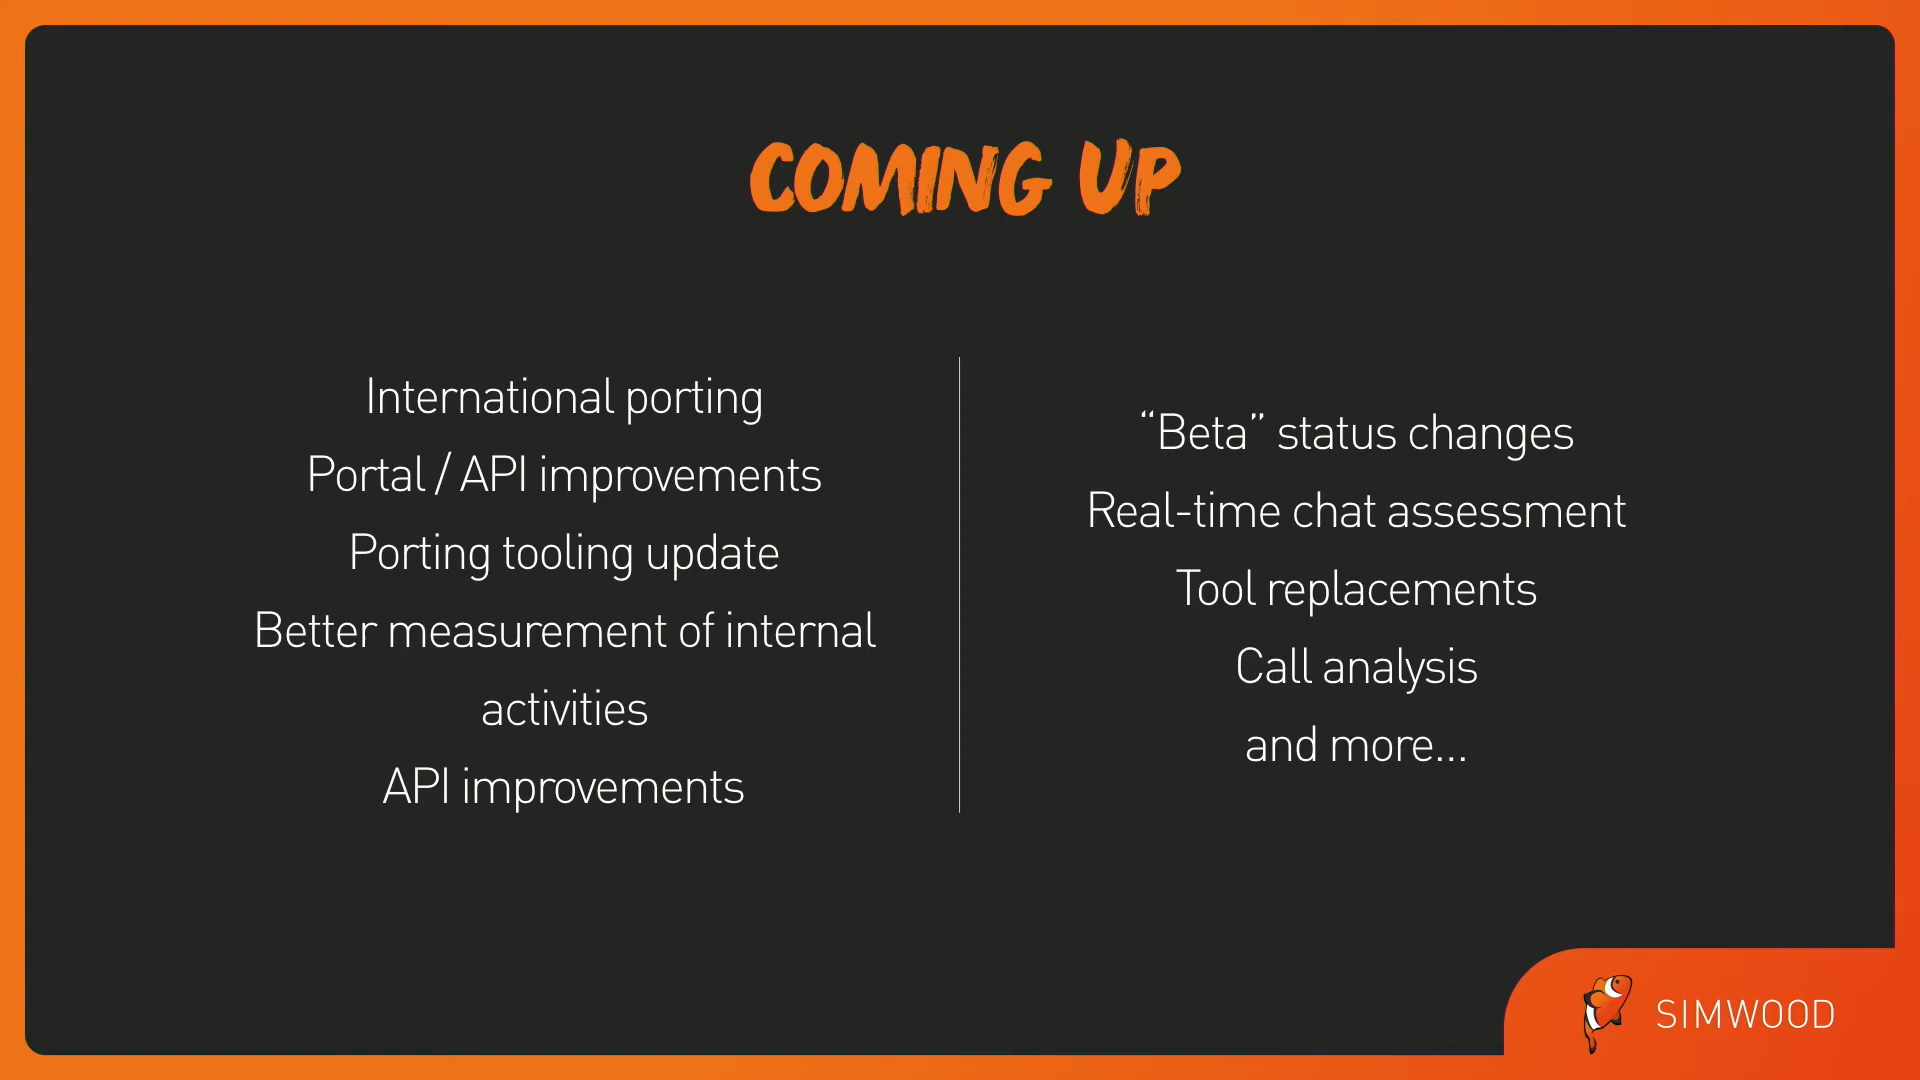 COMING UP
International porting
Portal / API improvements
Porting tooling update
Better measurement of internal
activities
API improvements
“Beta” status changes
Real-time chat assessment
Tool replacements
Call analysis
and more...
SIMWOOD